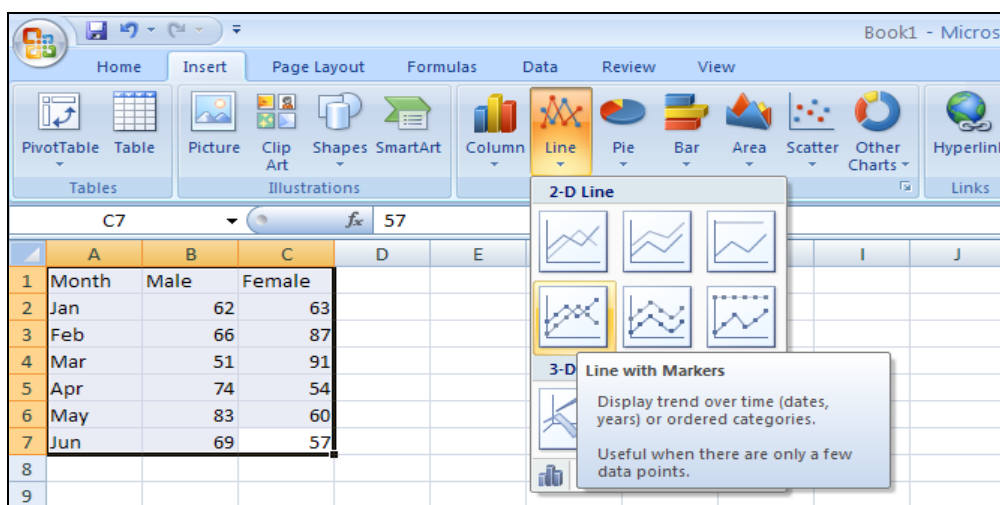 Book1 - Micros
Home Insert Page Layout Formulas Data Review View
PivotTable Table Picture Clip Art Shapes SmartArt Column Line Pie Bar Area Scatter Other Charts Hyperlink
Tables Illustrations Links
2-D Line
C7 fx 57
A B C D E I J
1 Month Male Female
2 Jan 62 63
3 Feb 66 87
4 Mar 51 91
5 Apr 74 54
6 May 83 60
7 Jun 69 57
8
9
3-D
Line with Markers
Display trend over time (dates,
years) or ordered categories.
Useful when there are only a few
data points.